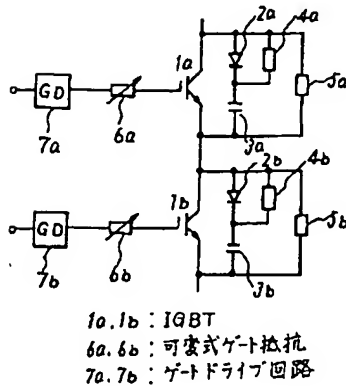 2a
4a
1a
GD
7a
6a
3a
5a
2b
4b
1b
GD
7b
6b
3b
5b
1a.1b : IGBT
6a.6b : 可変式ゲート抵抗
7a.7b : ゲートドライブ回路